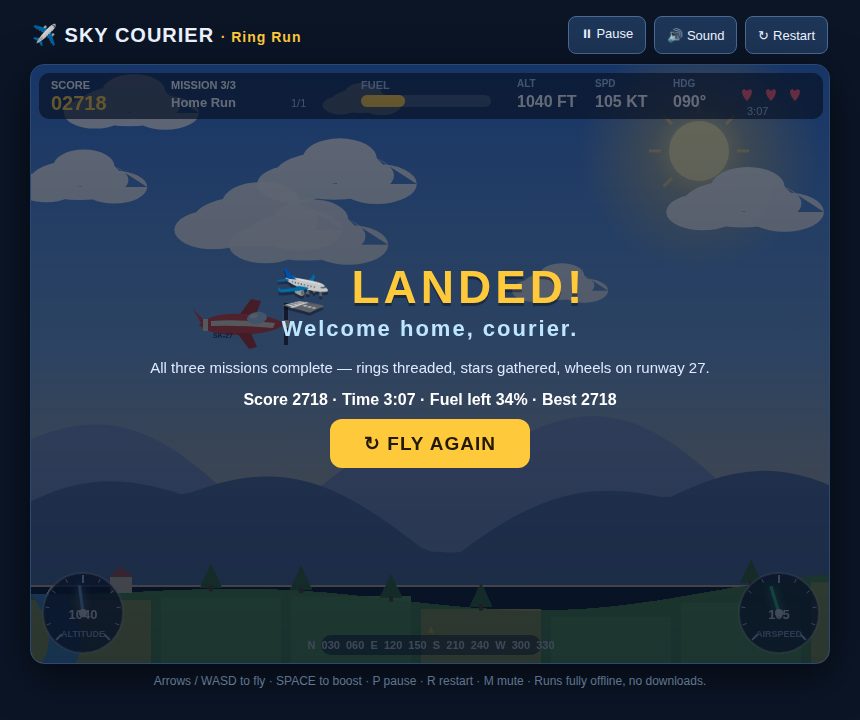 SKY COURIER · Ring Run
Pause
Sound
↻ Restart
SCORE
02718
MISSION 3/3
Home Run
1/1
FUEL
ALT
1040 FT
SPD
105 KT
HDG
090°
3:07
LANDED!
Welcome home, courier.
SK-27
All three missions complete — rings threaded, stars gathered, wheels on runway 27.
Score 2718 · Time 3:07 · Fuel left 34% · Best 2718
↻ FLY AGAIN
1040
ALTITUDE
105
AIRSPEED
N 030 060 E 120 150 S 210 240 W 300 330
Arrows / WASD to fly · SPACE to boost · P pause · R restart · M mute · Runs fully offline, no downloads.